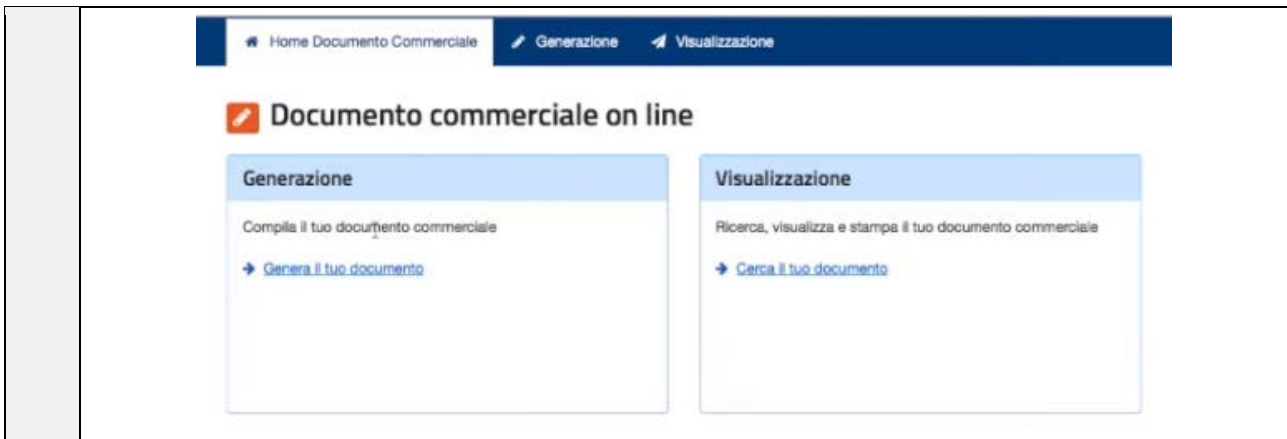 Home Documento Commerciale Generazione Visualizzazione
Documento commerciale on line
Generazione
Compila il tuo documento commerciale
Genera il tuo documento
Visualizzazione
Ricerca, visualizza e stampa il tuo documento commerciale
Cerca il tuo documento